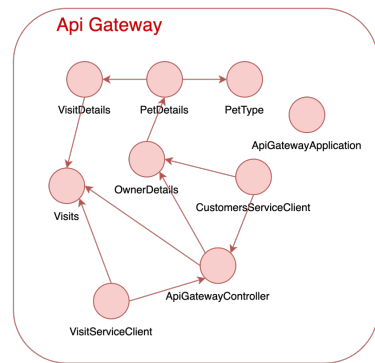 Api Gateway
VisitDetails
PetDetails
PetType
ApiGatewayApplication
OwnerDetails
CustomersServiceClient
Visits
ApiGatewayController
VisitServiceClient